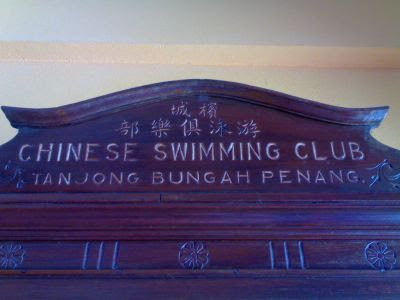 檳城
游泳俱樂部
CHINESE SWIMMING CLUB
TANJONG BUNGAH PENANG.